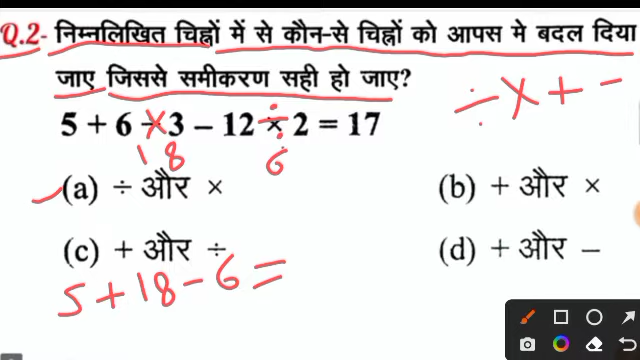 Q.2- निम्नलिखित चिह्नों में से कौन-से चिह्नों को आपस मे बदल दिया
जाए जिससे समीकरण सही हो जाए?
÷ × + -
5 + 6 ÷ 3 – 12 × 2 = 17
× ÷
18 6
(a) ÷ और ×
(b) + और ×
(c) + और ÷
(d) + और –
5 + 18 - 6 =